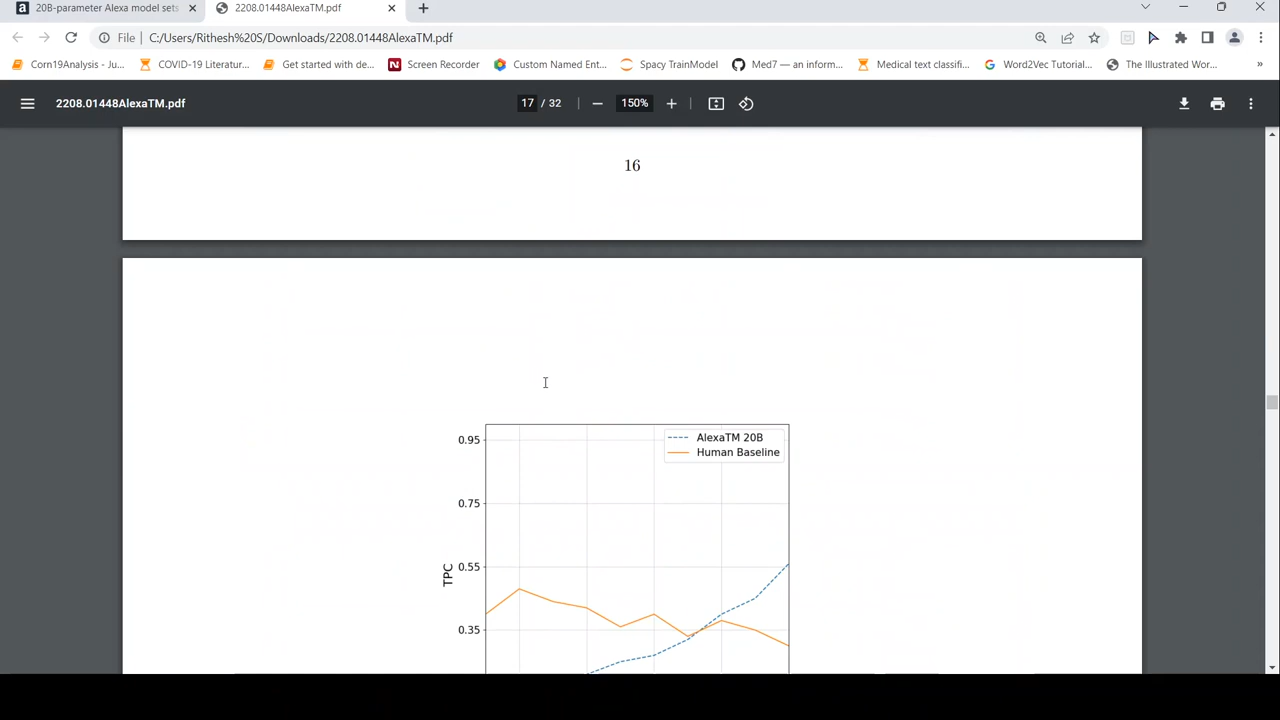 20B-parameter Alexa model sets
2208.01448AlexaTM.pdf
File
C:/Users/Rithesh%20S/Downloads/2208.01448AlexaTM.pdf
Corn19Analysis - Ju...
COVID-19 Literatur...
Get started with de...
Screen Recorder
Custom Named Ent...
Spacy TrainModel
Med7 — an inform...
Medical text classifi...
Word2Vec Tutorial...
The Illustrated Wor...
»
2208.01448AlexaTM.pdf
17 / 32
150%
16
AlexaTM 20B
Human Baseline
0.95
0.75
0.55
0.35
TPC